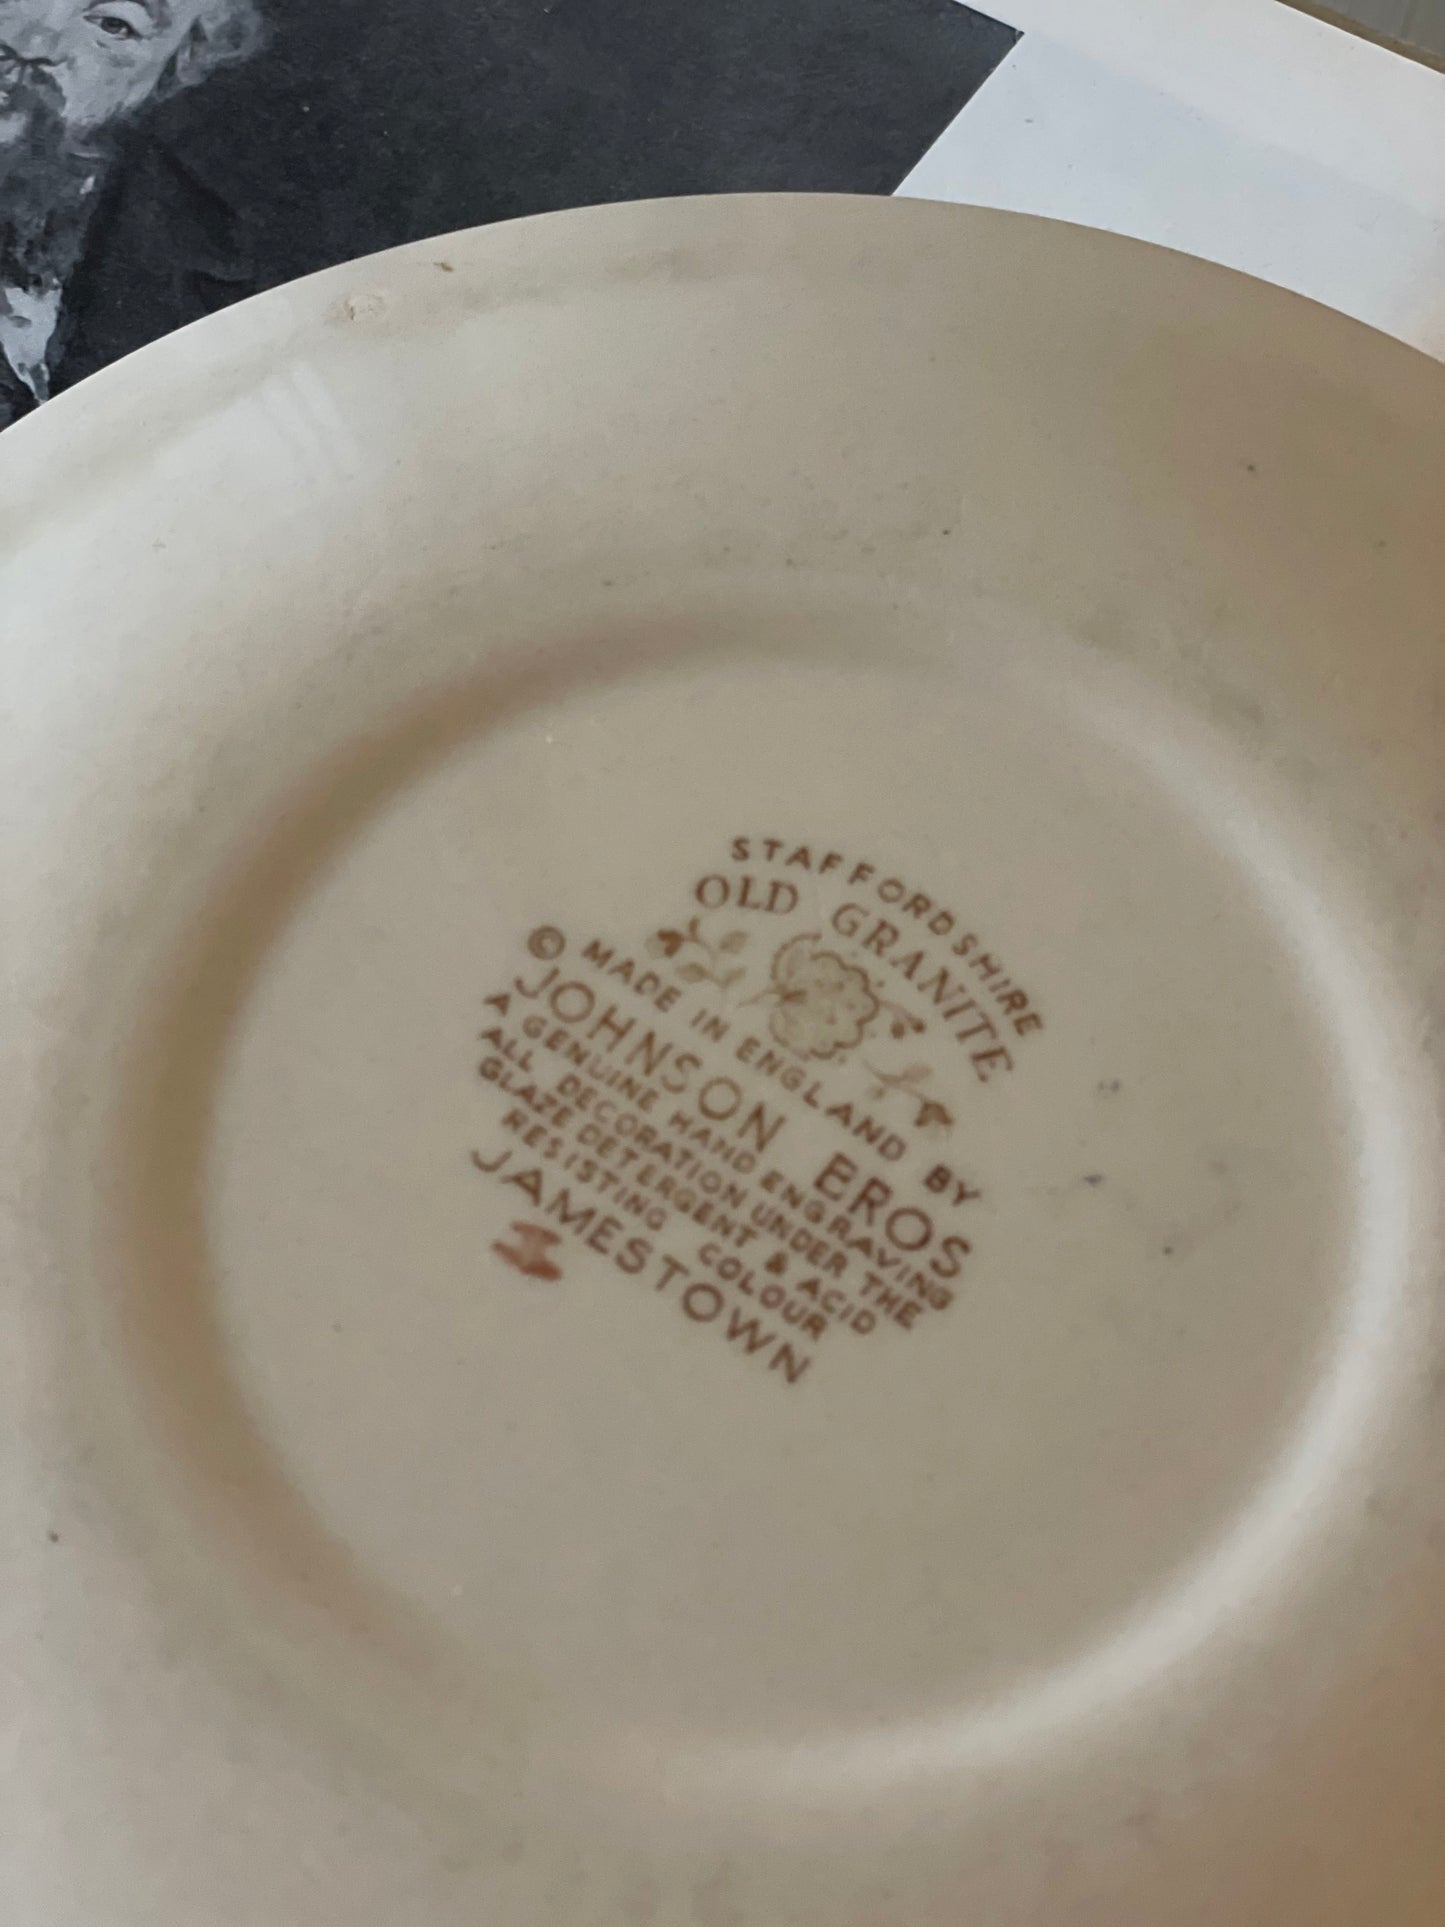 STAFFORDSHIRE
OLD GRANITE
© MADE IN ENGLAND BY
JOHNSON BROS
A GENUINE HAND ENGRAVING
ALL DECORATION UNDER THE
GLAZE DETERGENT & ACID
RESISTING COLOUR
JAMESTOWN